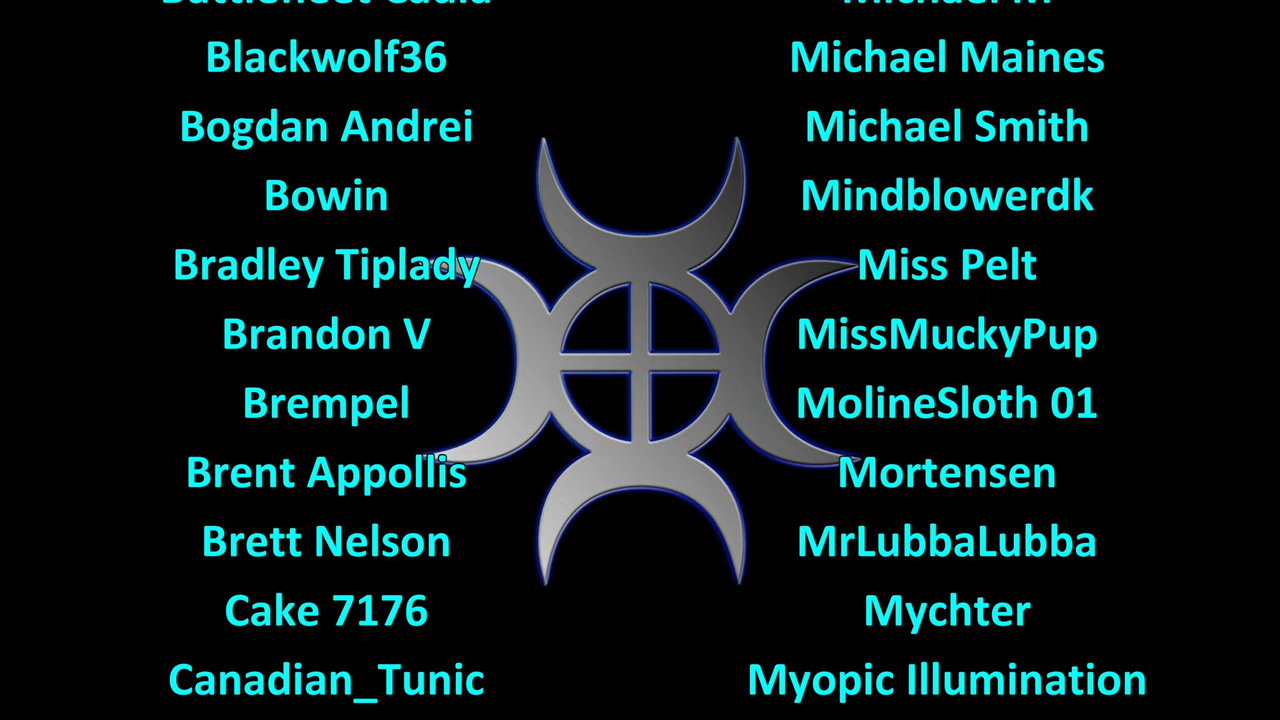 Blackwolf36
Bogdan Andrei
Bowin
Bradley Tiplady
Brandon V
Brempel
Brent Appollis
Brett Nelson
Cake 7176
Canadian_Tunic
Michael M
Michael Maines
Michael Smith
Mindblowerdk
Miss Pelt
MissMuckyPup
MolineSloth 01
Mortensen
MrLubbaLubba
Mychter
Myopic Illumination